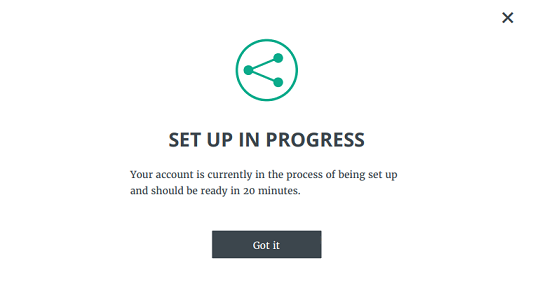 SET UP IN PROGRESS
Your account is currently in the process of being set up
and should be ready in 20 minutes.
Got it